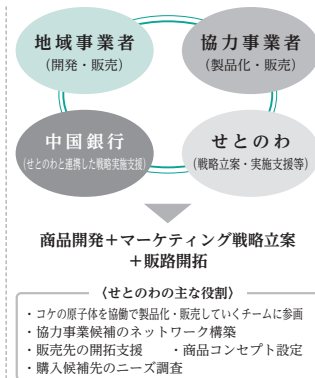 地域事業者
(開発・販売)
協力事業者
(製品化・販売)
中国銀行
(せとのわと連携した戦略実施支援)
せとのわ
(戦略立案・実施支援等)
商品開発＋マーケティング戦略立案
＋販路開拓
〈せとのわの主な役割〉
・コケの原子体を協働で製品化・販売していくチームに参画
・協力事業候補のネットワーク構築
・販売先の開拓支援　・商品コンセプト設定
・購入候補先のニーズ調査